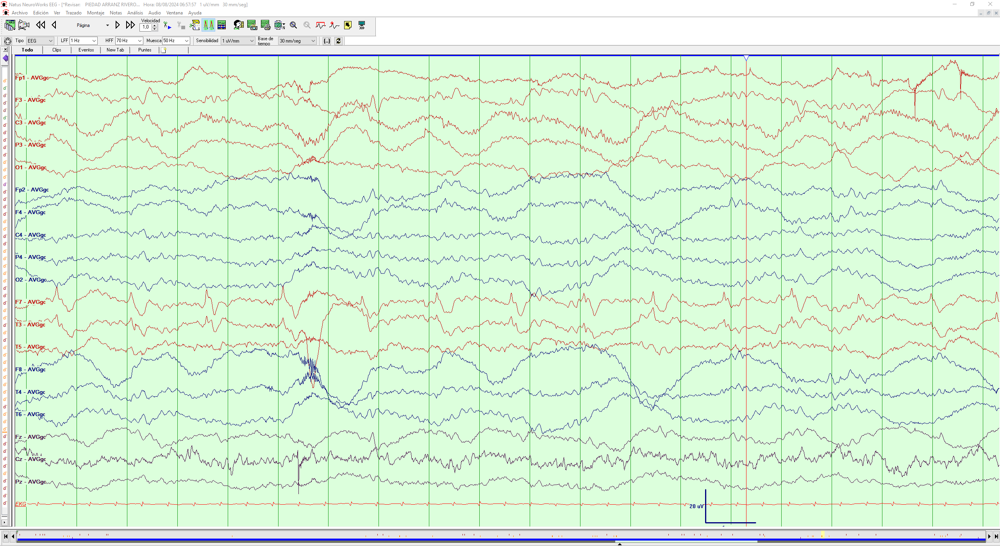 Natus NeuroWorks EEG - [*Revisar: PIEDAD ARRANZ RIVERO... Hora: 08/08/2024 06:57:57 1 uV/mm 30 mm/seg]
Archivo Edición Ver Trazado Montaje Notas Análisis Audio Ventana Ayuda
Página Velocidad 1,0
Tipo EEG LFF 1 Hz HFF 70 Hz Muesca 50 Hz Sensibilidad 1 uV/mm Base de tiempo 30 mm/seg {..}
Todo Clips Eventos New Tab Puntes
Fp1 - AVGgc
F3 - AVGgc
C3 - AVGgc
P3 - AVGgc
O1 - AVGgc
Fp2 - AVGgc
F4 - AVGgc
C4 - AVGgc
P4 - AVGgc
O2 - AVGgc
F7 - AVGgc
T3 - AVGgc
T5 - AVGgc
F8 - AVGgc
T4 - AVGgc
T6 - AVGgc
Fz - AVGgc
Cz - AVGgc
Pz - AVGgc
EKG
20 uV